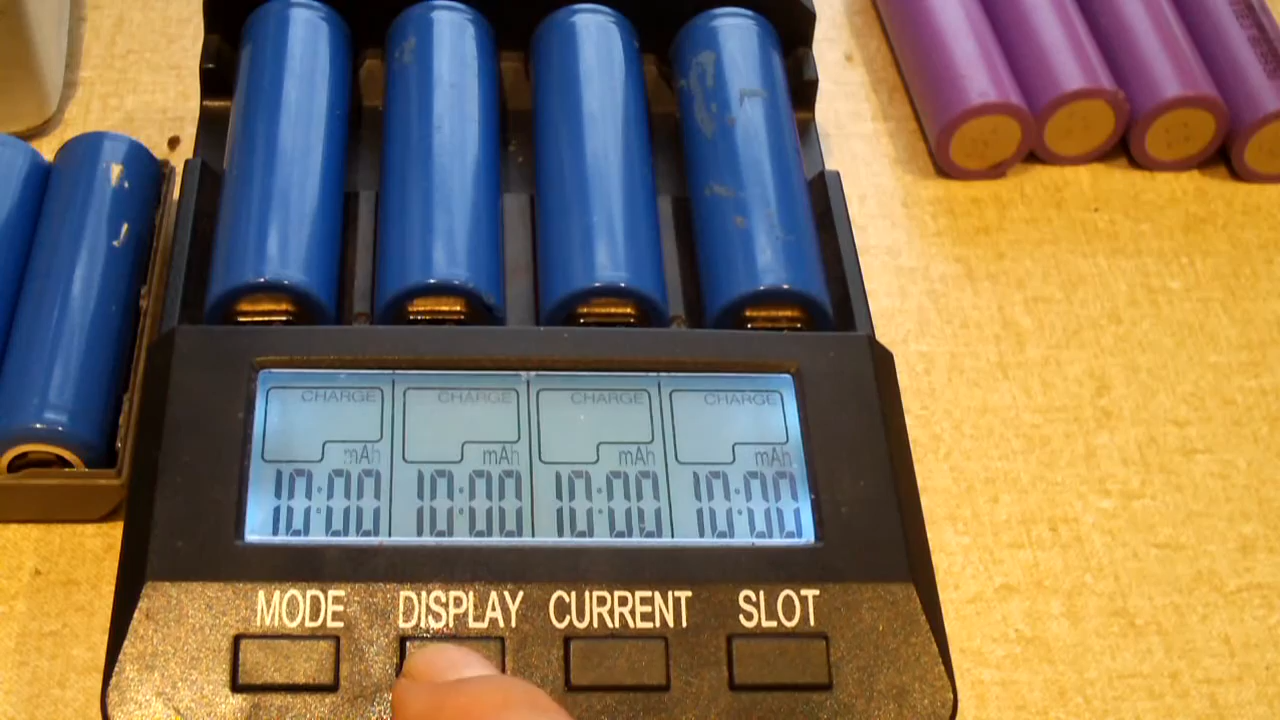 CHARGE CHARGE CHARGE CHARGE
mAh mAh mAh mAh
10:00 10:00 10:00 10:00
MODE DISPLAY CURRENT SLOT